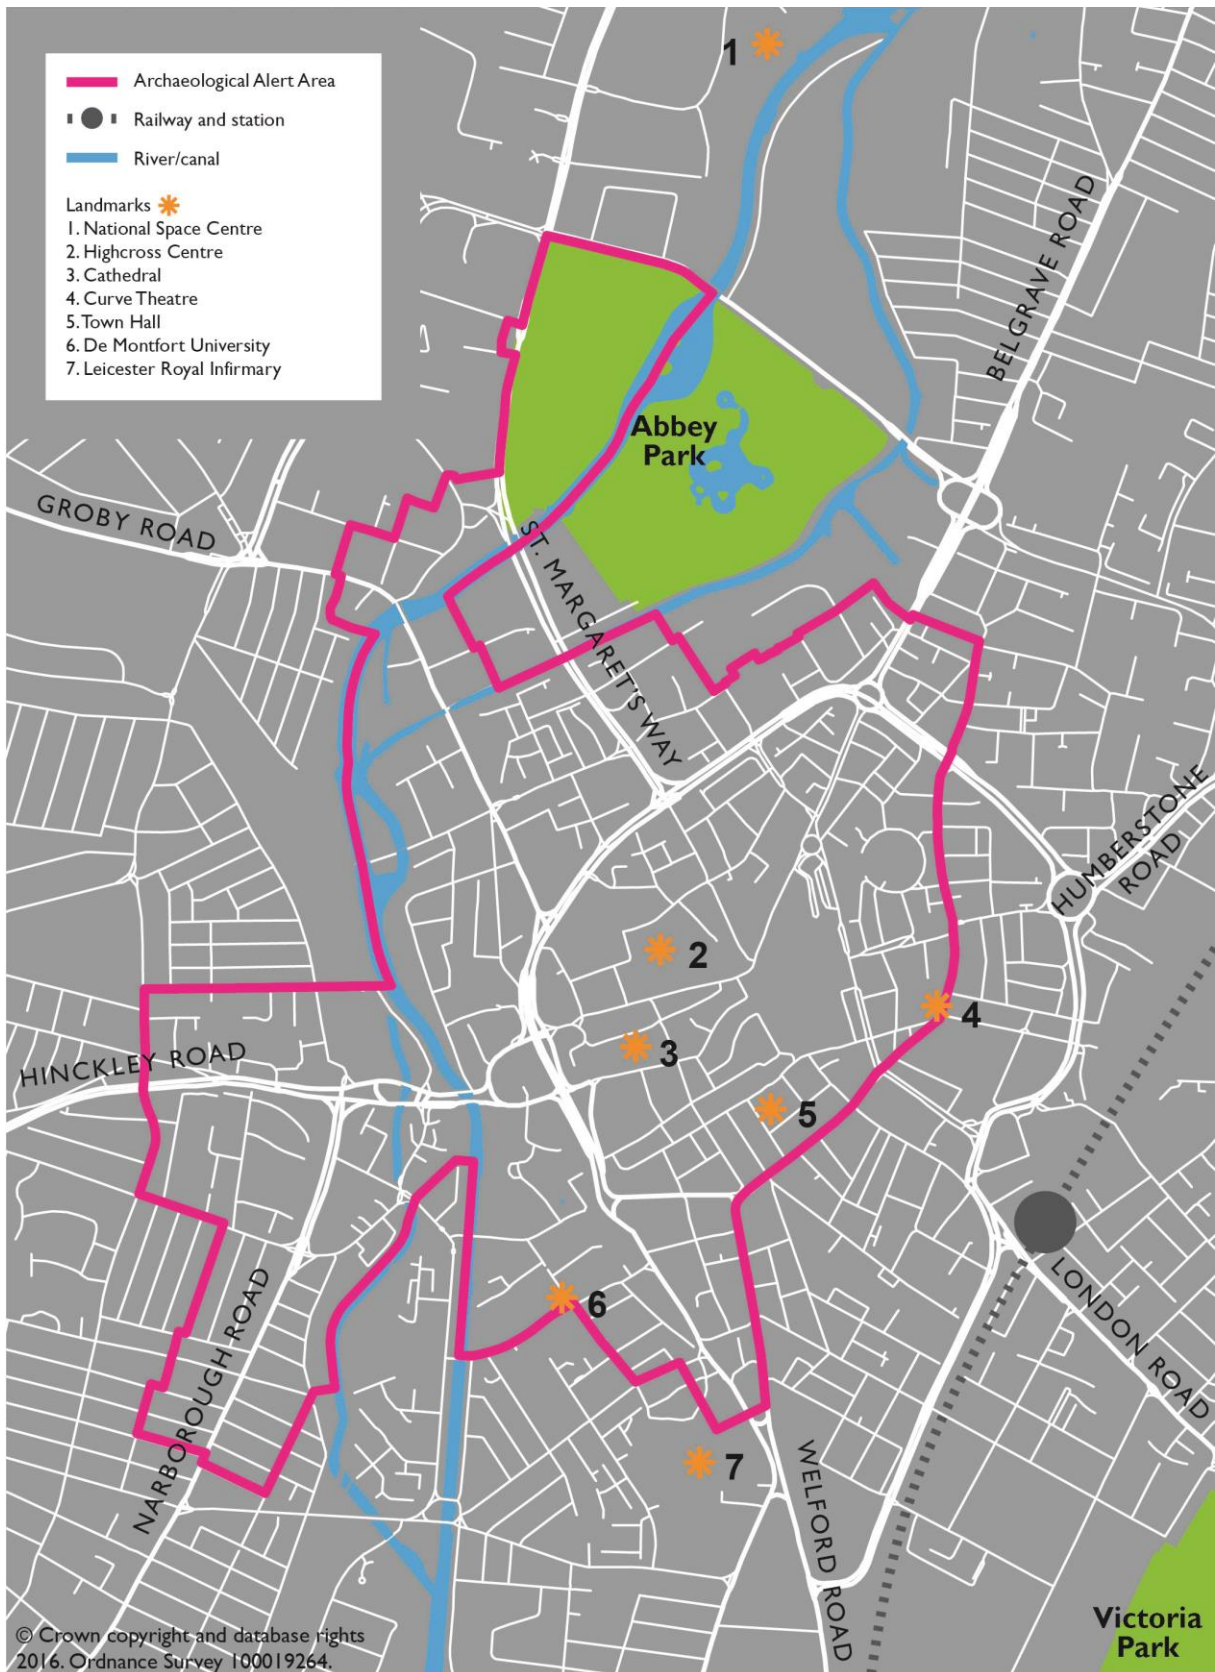 Archaeological Alert Area
Railway and station
River/canal
Landmarks
1. National Space Centre
2. Highcross Centre
3. Cathedral
4. Curve Theatre
5. Town Hall
6. De Montfort University
7. Leicester Royal Infirmary
1
BELGRAVE ROAD
Abbey
Park
GROBY ROAD
ST. MARGARET'S WAY
HUMBERSTONE
ROAD
2
4
3
HINCKLEY ROAD
5
6
LONDON ROAD
NARBOROUGH ROAD
7
WELFORD ROAD
Victoria
Park
© Crown copyright and database rights
2016. Ordnance Survey 100019264.